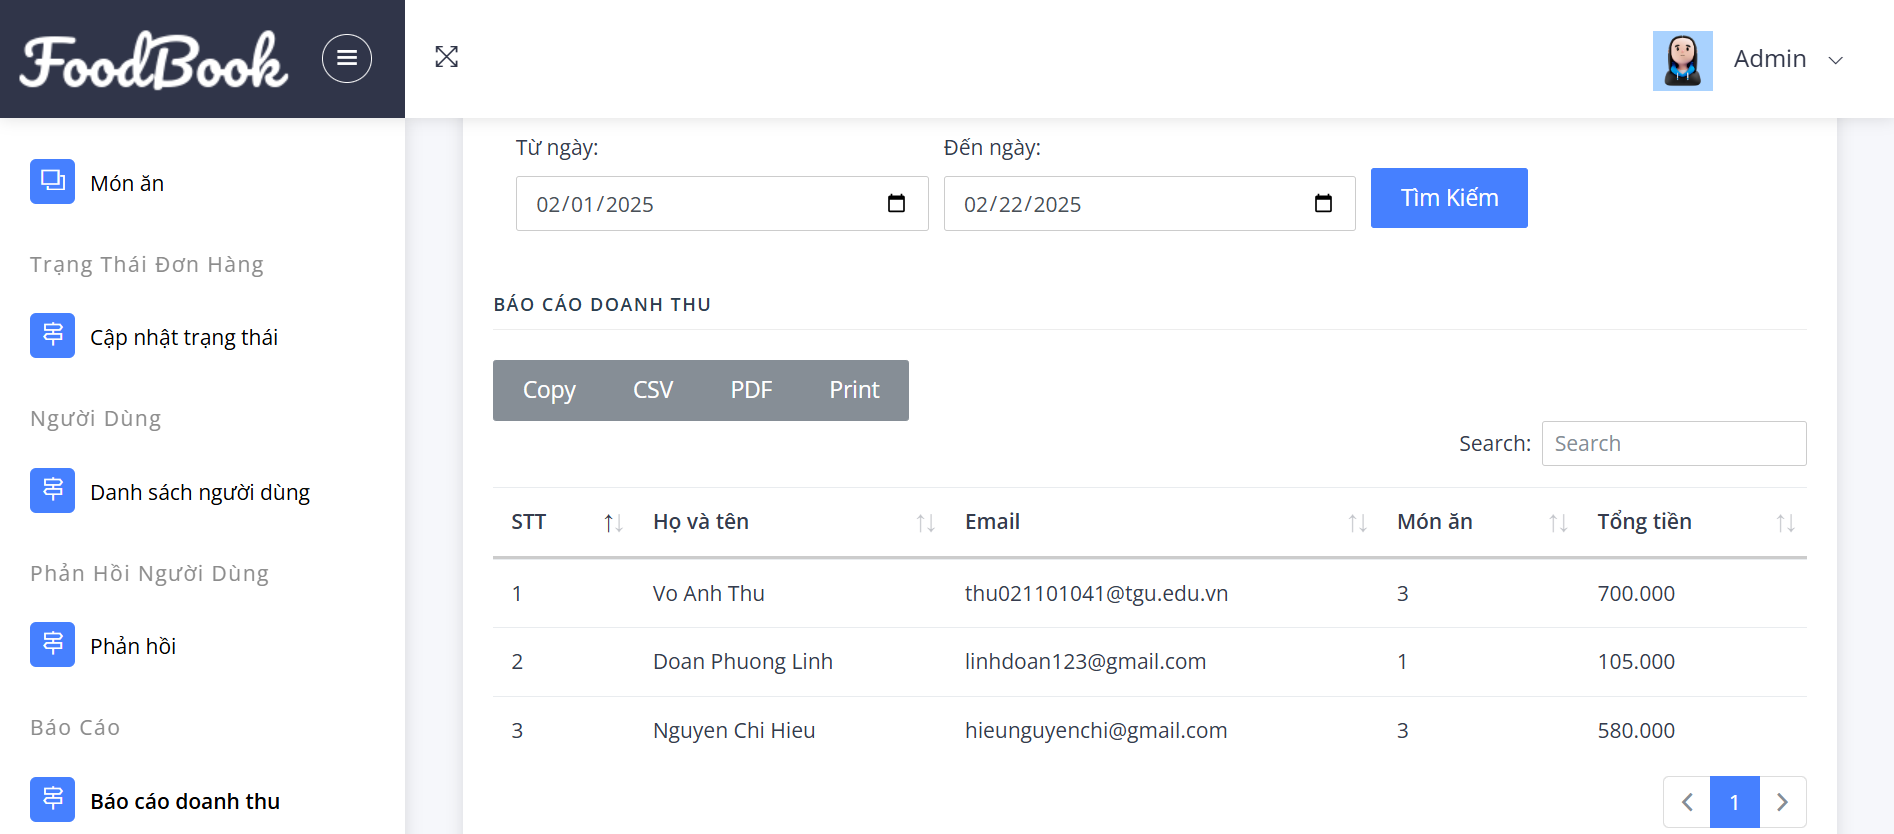 FoodBook
Admin
Món ăn
Trạng Thái Đơn Hàng
Cập nhật trạng thái
Người Dùng
Danh sách người dùng
Phản Hồi Người Dùng
Phản hồi
Báo Cáo
Báo cáo doanh thu
Từ ngày: Đến ngày:
02/01/2025 02/22/2025 Tìm Kiếm
BÁO CÁO DOANH THU
Copy CSV PDF Print
Search: Search
STT Họ và tên Email Món ăn Tổng tiền
1 Vo Anh Thu thu021101041@tgu.edu.vn 3 700.000
2 Doan Phuong Linh linhdoan123@gmail.com 1 105.000
3 Nguyen Chi Hieu hieunguyenchi@gmail.com 3 580.000
1